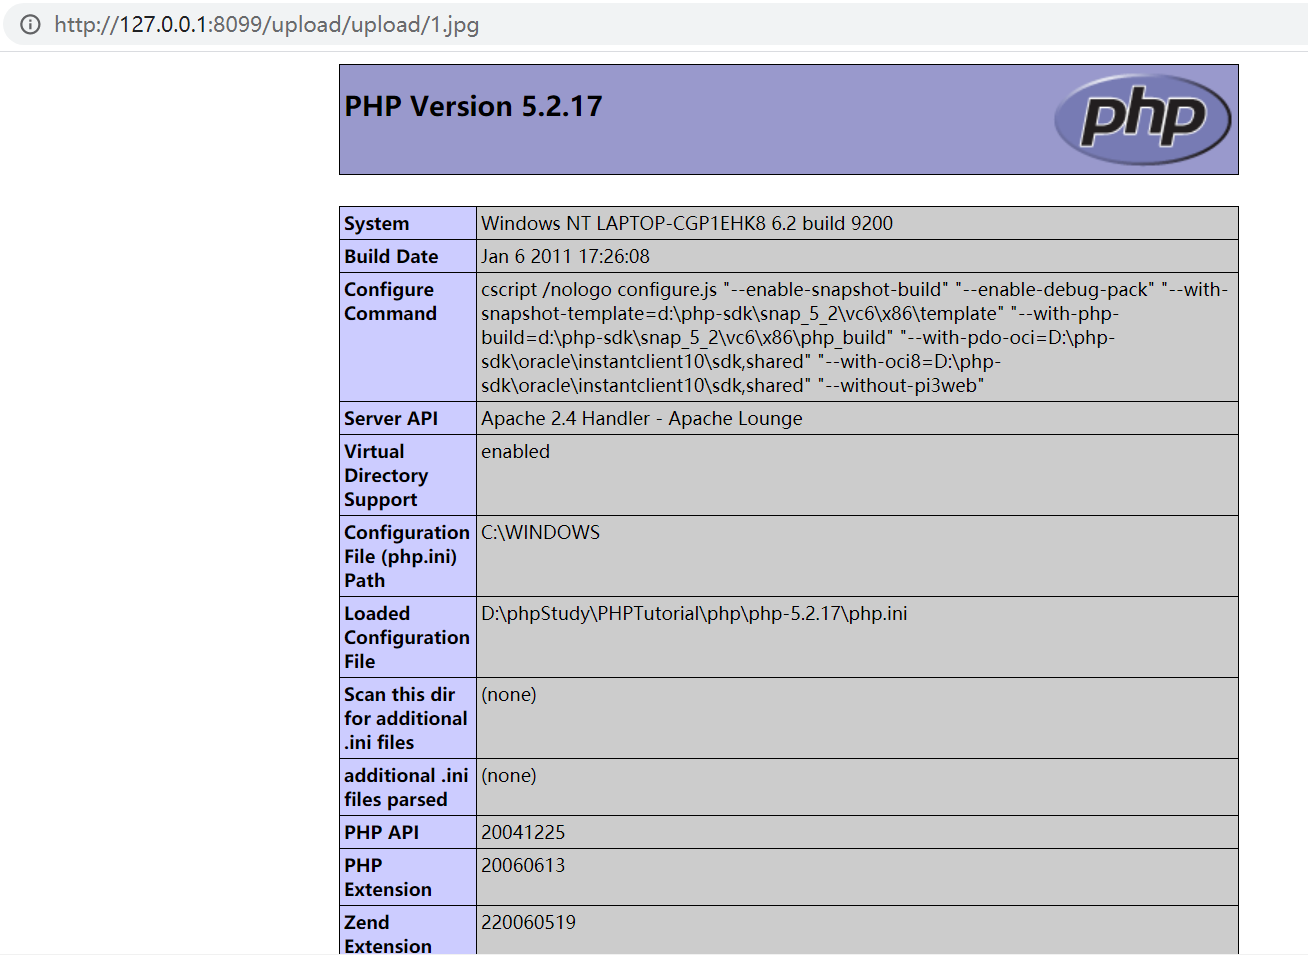 http://127.0.0.1:8099/upload/upload/1.jpg
PHP Version 5.2.17
php
System
Windows NT LAPTOP-CGP1EHK8 6.2 build 9200
Build Date
Jan 6 2011 17:26:08
Configure
Command
cscript /nologo configure.js "--enable-snapshot-build" "--enable-debug-pack" "--with-
snapshot-template=d:\php-sdk\snap_5_2\vc6\x86\template" "--with-php-
build=d:\php-sdk\snap_5_2\vc6\x86\php_build" "--with-pdo-oci=D:\php-
sdk\oracle\instantclient10\sdk,shared" "--with-oci8=D:\php-
sdk\oracle\instantclient10\sdk,shared" "--without-pi3web"
Server API
Apache 2.4 Handler - Apache Lounge
Virtual
Directory
Support
enabled
Configuration
File (php.ini)
Path
C:\WINDOWS
Loaded
Configuration
File
D:\phpStudy\PHPTutorial\php\php-5.2.17\php.ini
Scan this dir
for additional
.ini files
(none)
additional .ini
files parsed
(none)
PHP API
20041225
PHP
Extension
20060613
Zend
Extension
220060519